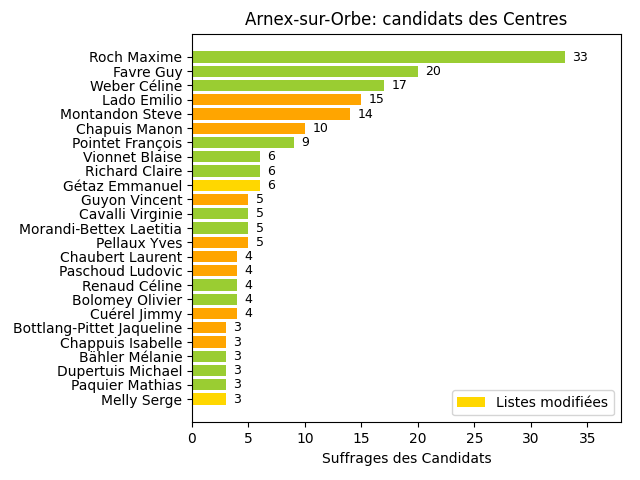 Arnex-sur-Orbe: candidats des Centres
Roch Maxime 33
Favre Guy 20
Weber Céline 17
Lado Emilio 15
Montandon Steve 14
Chapuis Manon 10
Pointet François 9
Vionnet Blaise 6
Richard Claire 6
Gétaz Emmanuel 6
Guyon Vincent 5
Cavalli Virginie 5
Morandi-Bettex Laetitia 5
Pellaux Yves 5
Chaubert Laurent 4
Paschoud Ludovic 4
Renaud Céline 4
Bolomey Olivier 4
Cuérel Jimmy 4
Bottlang-Pittet Jaqueline 3
Chappuis Isabelle 3
Bähler Mélanie 3
Dupertuis Michael 3
Paquier Mathias 3
Melly Serge 3
Listes modifiées
0 5 10 15 20 25 30 35
Suffrages des Candidats